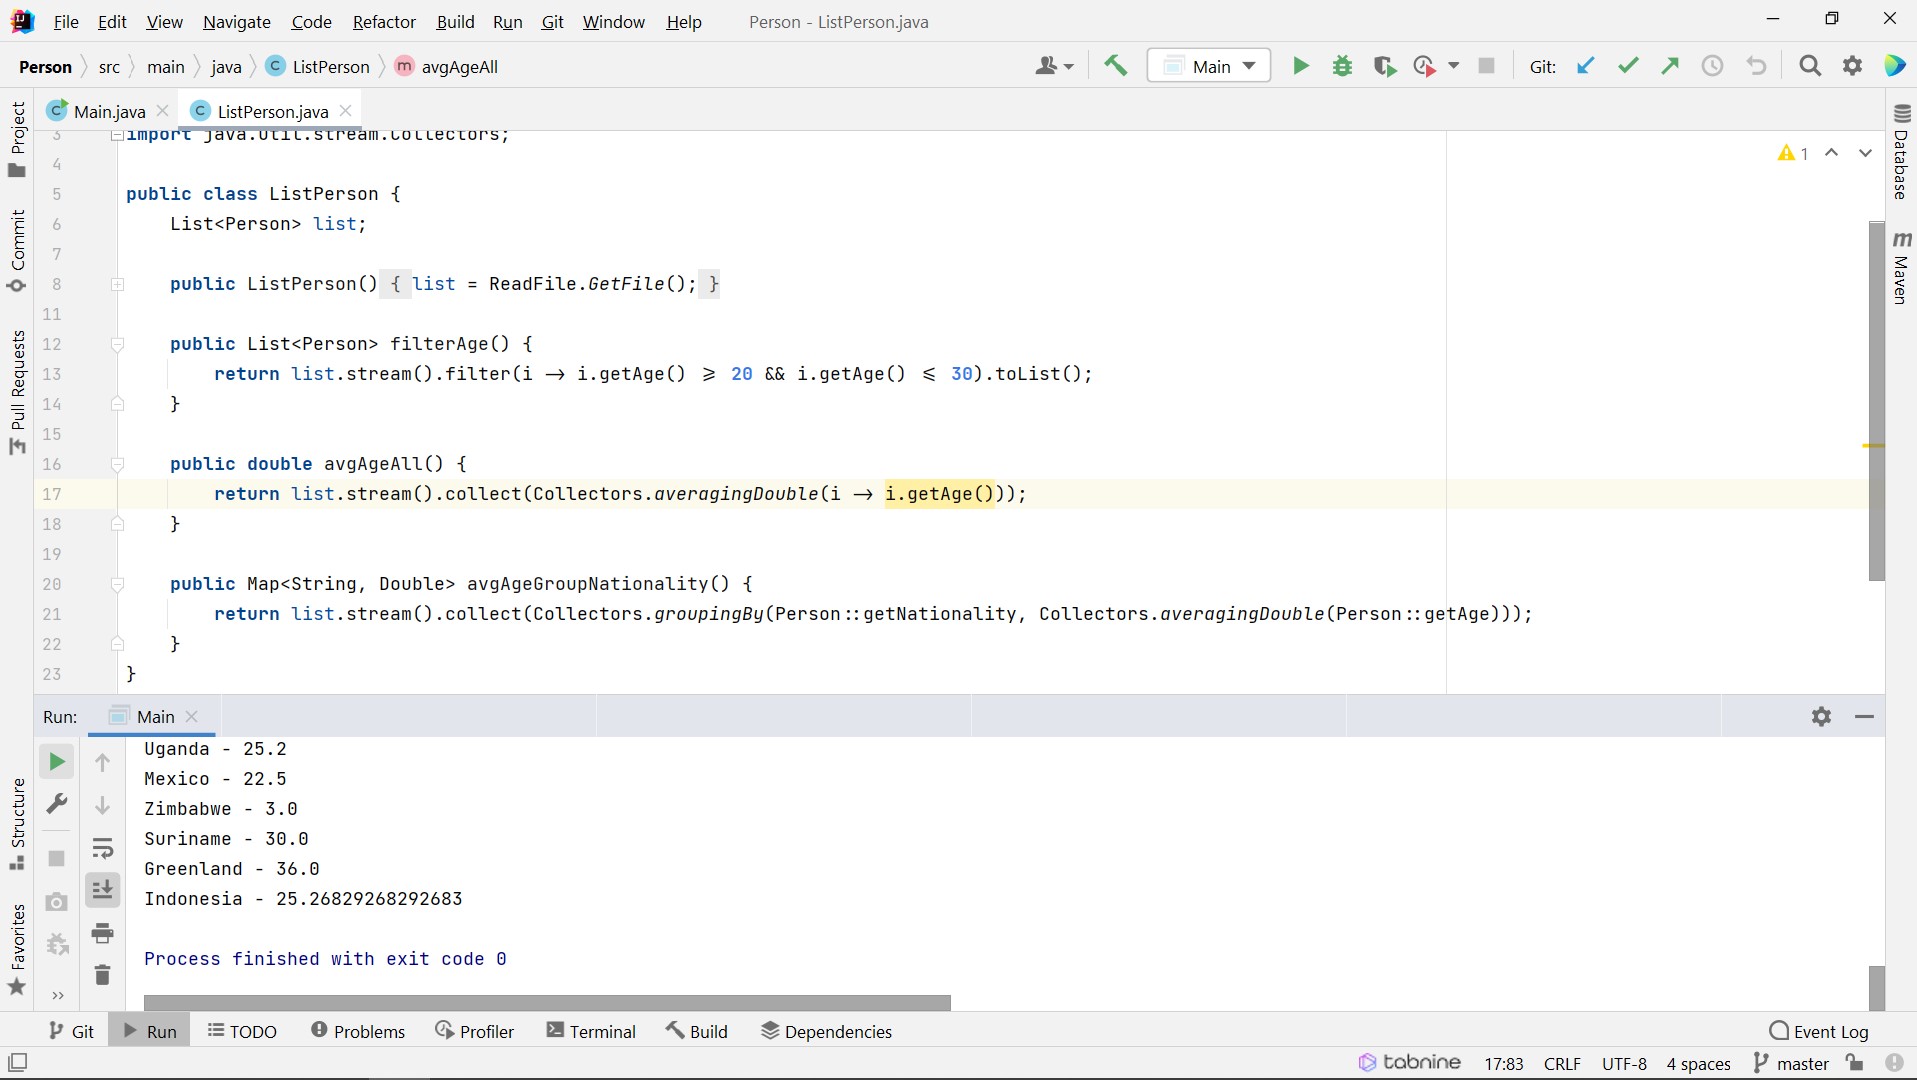 File Edit View Navigate Code Refactor Build Run Git Window Help Person - ListPerson.java
Person src main java C ListPerson m avgAgeAll Main Git:
C Main.java C ListPerson.java
Project
Commit
Pull Requests
Structure
Favorites
Database
m Maven
1
3 import java.util.stream.Collectors;
4
5 public class ListPerson {
6 List<Person> list;
7
8 public ListPerson() { list = ReadFile.GetFile(); }
11
12 public List<Person> filterAge() {
13 return list.stream().filter(i → i.getAge() ⩾ 20 && i.getAge() ⩽ 30).toList();
14 }
15
16 public double avgAgeAll() {
17 return list.stream().collect(Collectors.averagingDouble(i → i.getAge()));
18 }
19
20 public Map<String, Double> avgAgeGroupNationality() {
21 return list.stream().collect(Collectors.groupingBy(Person::getNationality, Collectors.averagingDouble(Person::getAge)));
22 }
23 }
Run: Main
Uganda - 25.2
Mexico - 22.5
Zimbabwe - 3.0
Suriname - 30.0
Greenland - 36.0
Indonesia - 25.26829268292683
Process finished with exit code 0
Git Run TODO Problems Profiler Terminal Build Dependencies Event Log
tabnine 17:83 CRLF UTF-8 4 spaces master